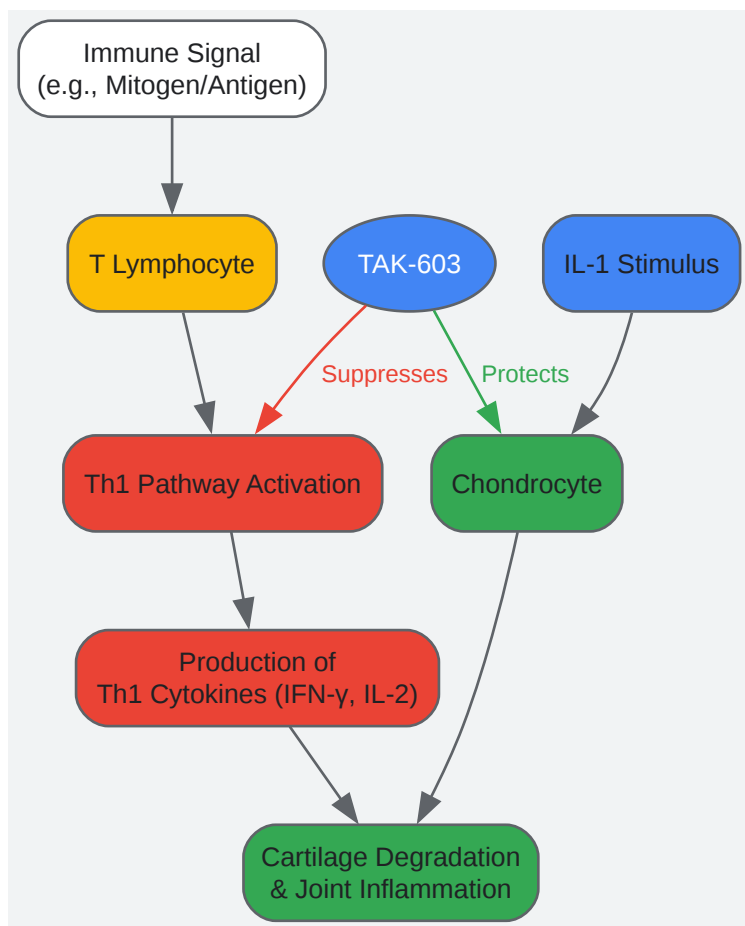 Immune Signal
(e.g., Mitogen/Antigen)
T Lymphocyte
TAK-603
IL-1 Stimulus
Suppresses
Protects
Th1 Pathway Activation
Chondrocyte
Production of
Th1 Cytokines (IFN-γ, IL-2)
Cartilage Degradation
& Joint Inflammation